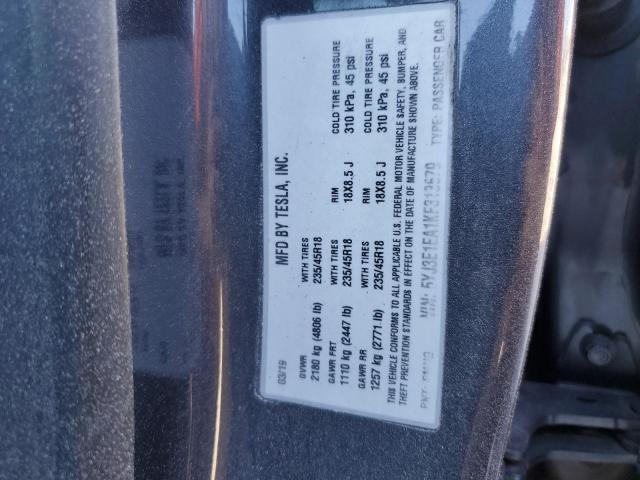 MFD BY TESLA, INC.
03/19
GVWR WITH TIRES RIM COLD TIRE PRESSURE
2180 kg (4806 lb) 235/45R18 18X8.5 J 310 kPa, 45 psi
GAWR FRT WITH TIRES
1110 kg (2447 lb) 235/45R18
GAWR RR WITH TIRES RIM COLD TIRE PRESSURE
1257 kg (2771 lb) 235/45R18 18X8.5 J 310 kPa, 45 psi
THIS VEHICLE CONFORMS TO ALL APPLICABLE U.S. FEDERAL MOTOR VEHICLE SAFETY, BUMPER, AND
THEFT PREVENTION STANDARDS IN EFFECT ON THE DATE OF MANUFACTURE SHOWN ABOVE.
VIN: 5YJ3E1EA1KF313679 TYPE: PASSENGER CAR